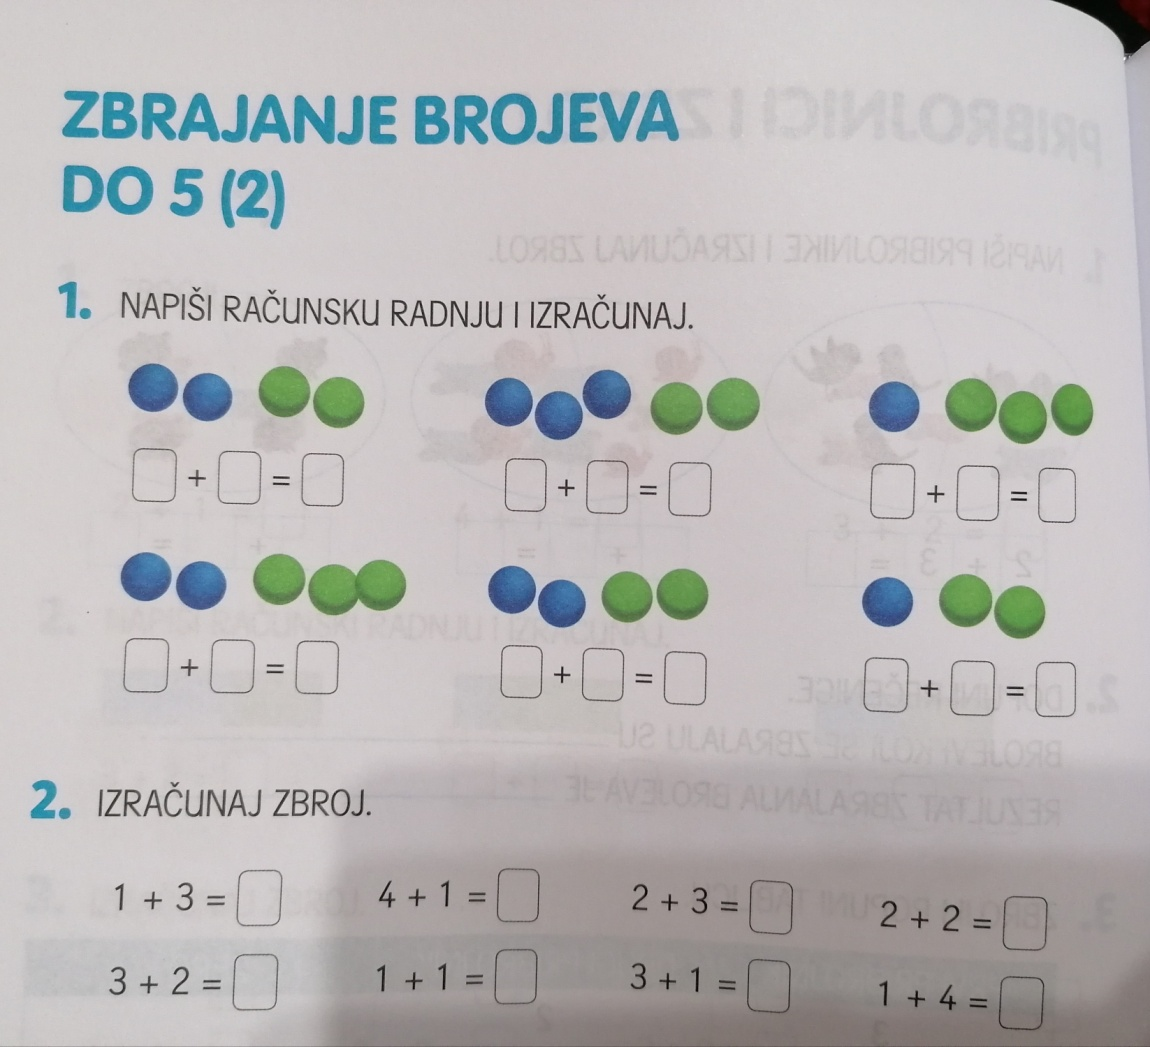 ZBRAJANJE BROJEVA
DO 5 (2)
1. NAPIŠI RAČUNSKU RADNJU I IZRAČUNAJ.
+ = + = + =
+ = + = + =
2. IZRAČUNAJ ZBROJ.
1 + 3 = 4 + 1 = 2 + 3 = 2 + 2 =
3 + 2 = 1 + 1 = 3 + 1 = 1 + 4 =